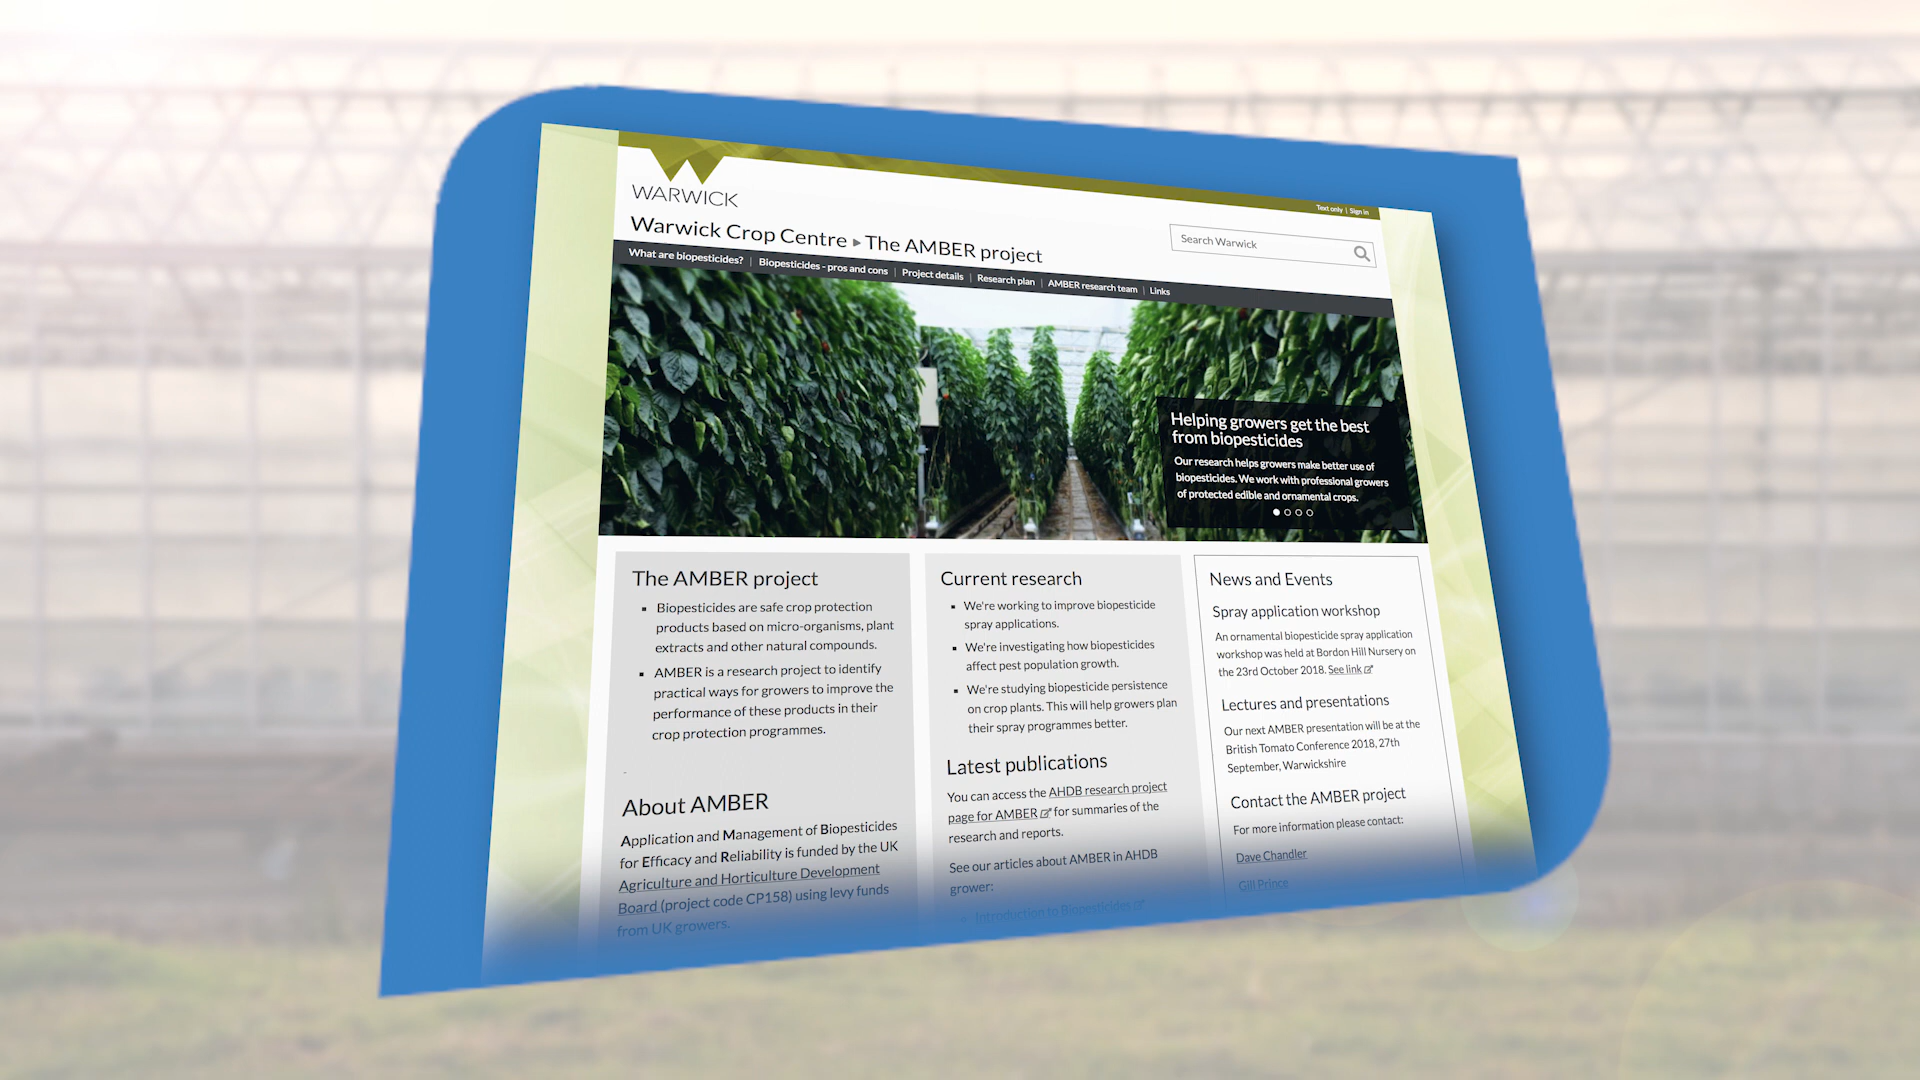 WARWICK
Text only | Sign in
Warwick Crop Centre ▸ The AMBER project
Search Warwick
What are biopesticides? | Biopesticides - pros and cons | Project details | Research plan | AMBER research team | Links
Helping growers get the best
from biopesticides
Our research helps growers make better use of
biopesticides. We work with professional growers
of protected edible and ornamental crops.
The AMBER project
▪ Biopesticides are safe crop protection
products based on micro-organisms, plant
extracts and other natural compounds.
▪ AMBER is a research project to identify
practical ways for growers to improve the
performance of these products in their
crop protection programmes.
About AMBER
Application and Management of Biopesticides
for Efficacy and Reliability is funded by the UK
Agriculture and Horticulture Development
Board (project code CP158) using levy funds
from UK growers.
Current research
▪ We're working to improve biopesticide
spray applications.
▪ We're investigating how biopesticides
affect pest population growth.
▪ We're studying biopesticide persistence
on crop plants. This will help growers plan
their spray programmes better.
Latest publications
You can access the AHDB research project
page for AMBER for summaries of the
research and reports.
See our articles about AMBER in AHDB
grower:
▪ Introduction to Biopesticides
News and Events
Spray application workshop
An ornamental biopesticide spray application
workshop was held at Bordon Hill Nursery on
the 23rd October 2018. See link
Lectures and presentations
Our next AMBER presentation will be at the
British Tomato Conference 2018, 27th
September, Warwickshire
Contact the AMBER project
For more information please contact:
Dave Chandler
Gill Prince